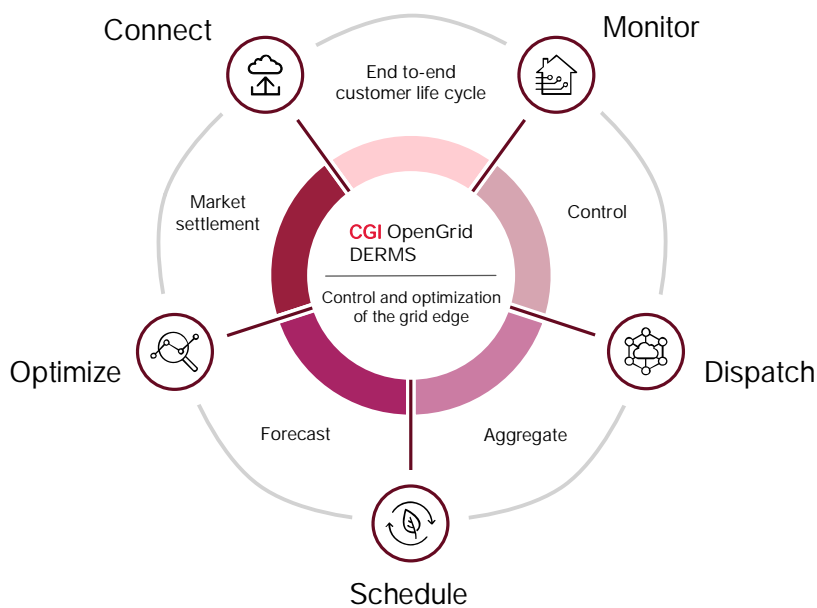 Connect
Monitor
End to-end
customer life cycle
Market
settlement
Control
CGI OpenGrid
DERMS
Control and optimization
of the grid edge
Optimize
Dispatch
Forecast
Aggregate
Schedule